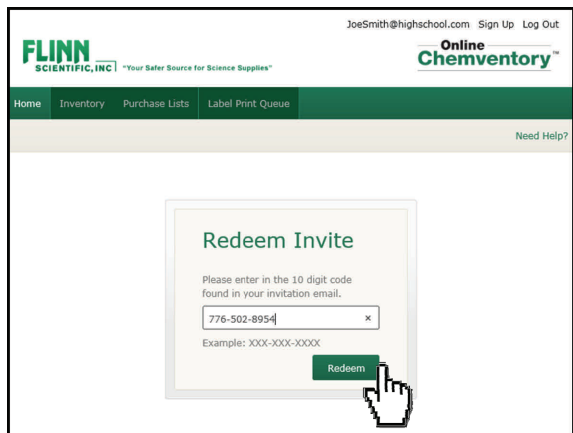 JoeSmith@highschool.com Sign Up Log Out
FLINN
SCIENTIFIC, INC "Your Safer Source for Science Supplies"
Online
Chemventory™
Home Inventory Purchase Lists Label Print Queue
Need Help?
Redeem Invite
Please enter in the 10 digit code
found in your invitation email.
776-502-8954 ×
Example: XXX-XXX-XXXX
Redeem